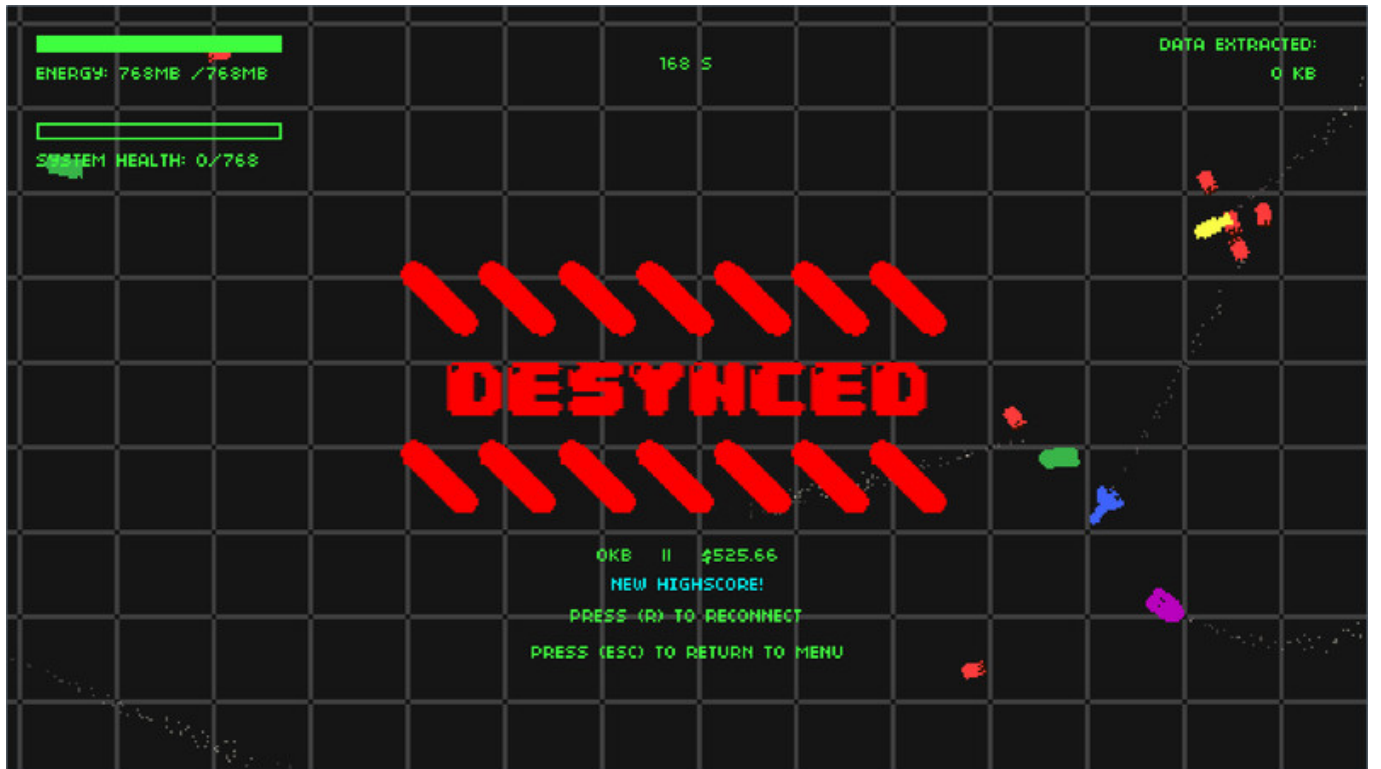 ENERGY: 768MB /768MB
168 S
DATA EXTRACTED:
0 KB
SYSTEM HEALTH: 0/768
DESYNCED
0KB II $525.66
NEW HIGHSCORE!
PRESS (R) TO RECONNECT
PRESS (ESC) TO RETURN TO MENU